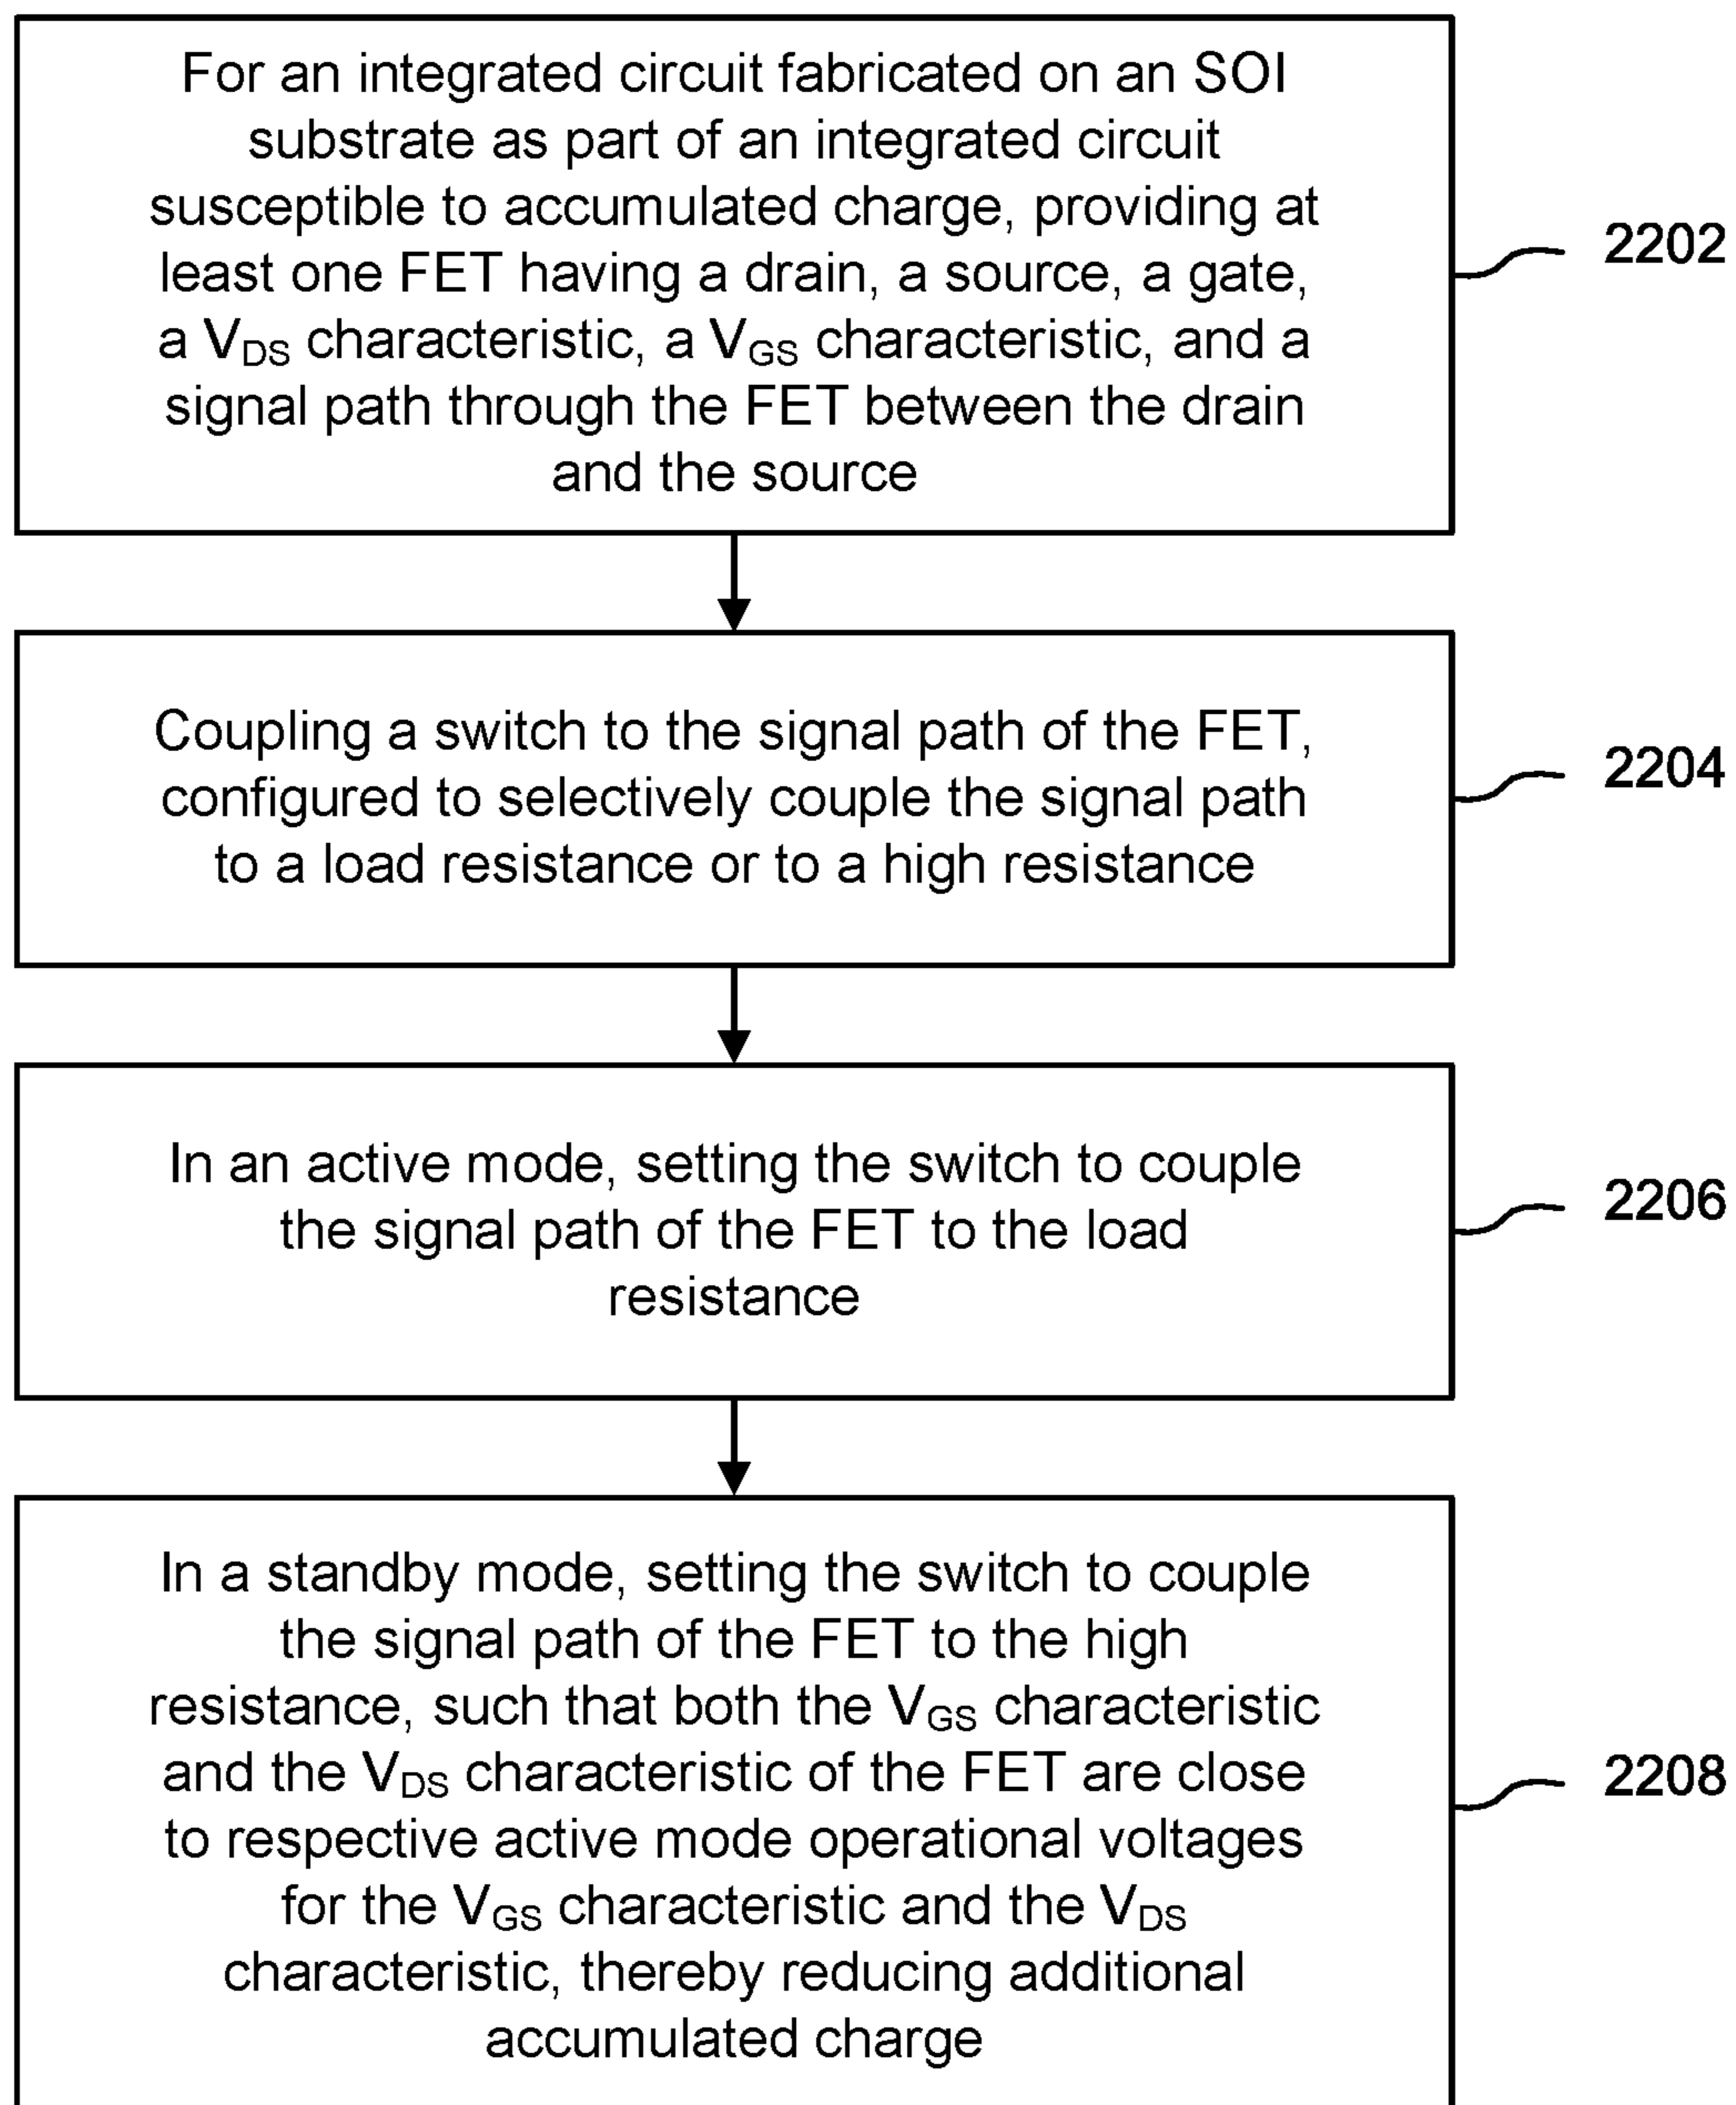 For an integrated circuit fabricated on an SOI
substrate as part of an integrated circuit
susceptible to accumulated charge, providing at
least one FET having a drain, a source, a gate,
a VDS characteristic, a VGS characteristic, and a
signal path through the FET between the drain
and the source
2202
Coupling a switch to the signal path of the FET,
configured to selectively couple the signal path
to a load resistance or to a high resistance
2204
In an active mode, setting the switch to couple
the signal path of the FET to the load
resistance
2206
In a standby mode, setting the switch to couple
the signal path of the FET to the high
resistance, such that both the VGS characteristic
and the VDS characteristic of the FET are close
to respective active mode operational voltages
for the VGS characteristic and the VDS
characteristic, thereby reducing additional
accumulated charge
2208